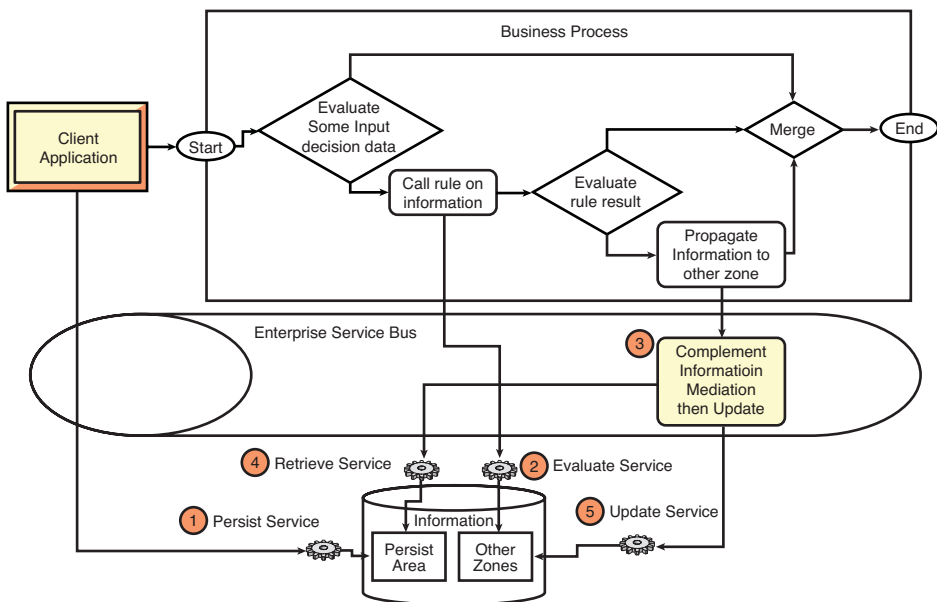 Business Process
Client
Application
Start
Evaluate
Some Input
decision data
Call rule on
information
Evaluate
rule result
Merge
End
Propagate
Information to
other zone
Enterprise Service Bus
3
Complement
Informatioin
Mediation
then Update
4 Retrieve Service
2 Evaluate Service
1 Persist Service
5 Update Service
Information
Persist
Area
Other
Zones